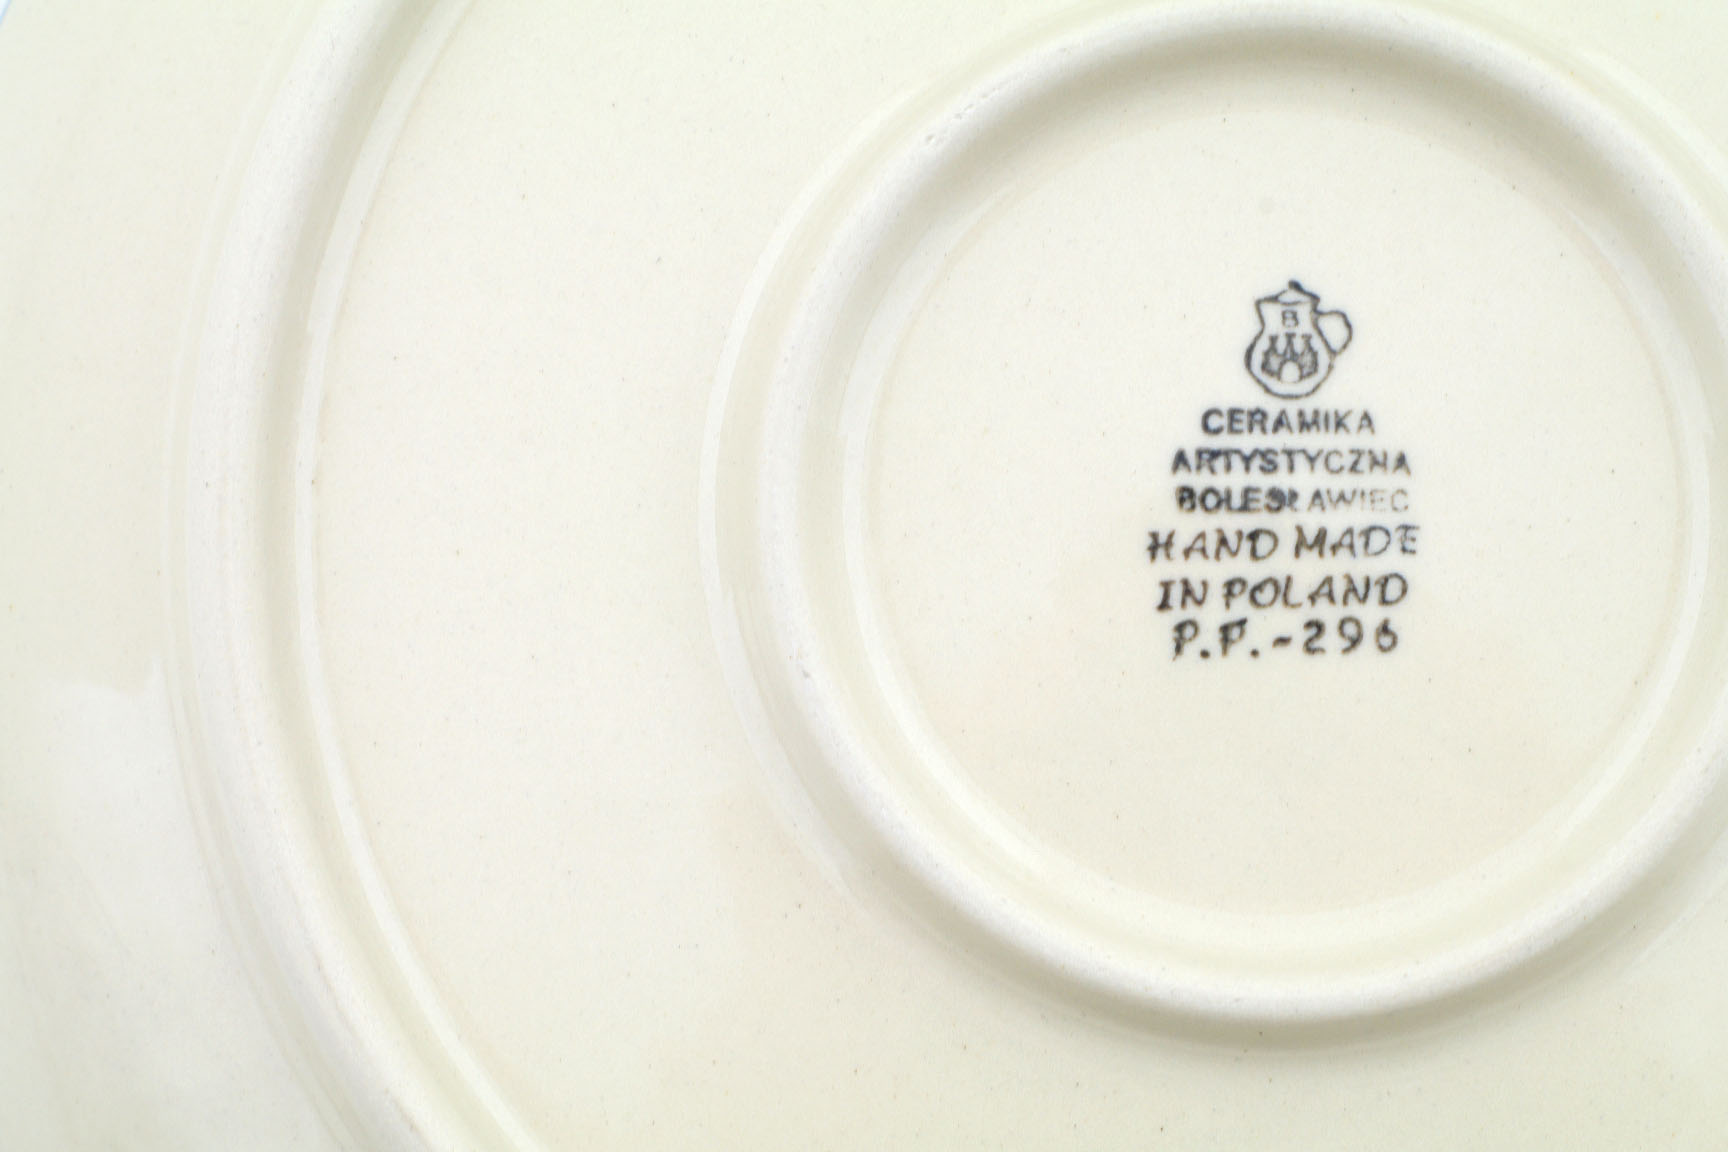 B
CERAMIKA
ARTYSTYCZNA
BOLESŁAWIEC
HAND MADE
IN POLAND
P.P.-296